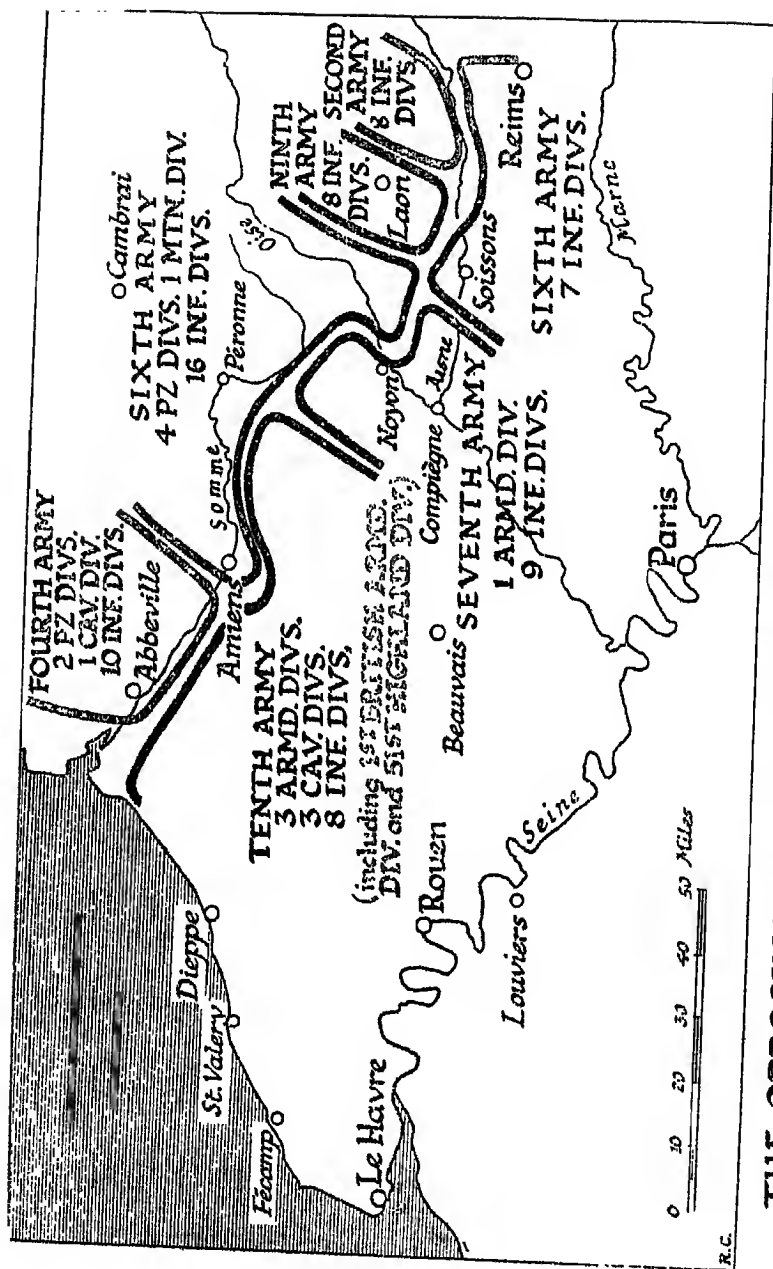 FOURTH ARMY
2 PZ DIVS.
1 CAV. DIV.
10 INF. DIVS.
Abbeville
Amiens
Somme
Cambrai
SIXTH ARMY
4 PZ DIVS. 1 MTN. DIV.
16 INF. DIVS.
Péronne
Oise
NINTH
ARMY
8 INF.
DIVS.
Laon
SECOND
ARMY
8 INF.
DIVS.
Reims
Soissons
SIXTH ARMY
7 INF. DIVS.
Marne
Noyon
Aisne
Compiègne
SEVENTH ARMY
1 ARMD. DIV.
9 INF. DIVS.
TENTH ARMY
3 ARMD. DIVS.
3 CAV. DIVS.
8 INF. DIVS.
(including 1ST BRITISH ARMD.
DIV. and 51ST HIGHLAND DIV.)
Beauvais
Paris
Dieppe
St. Valery
Fécamp
Le Havre
Rouen
Louviers
Seine
0 10 20 30 40 50 Miles
R.C.